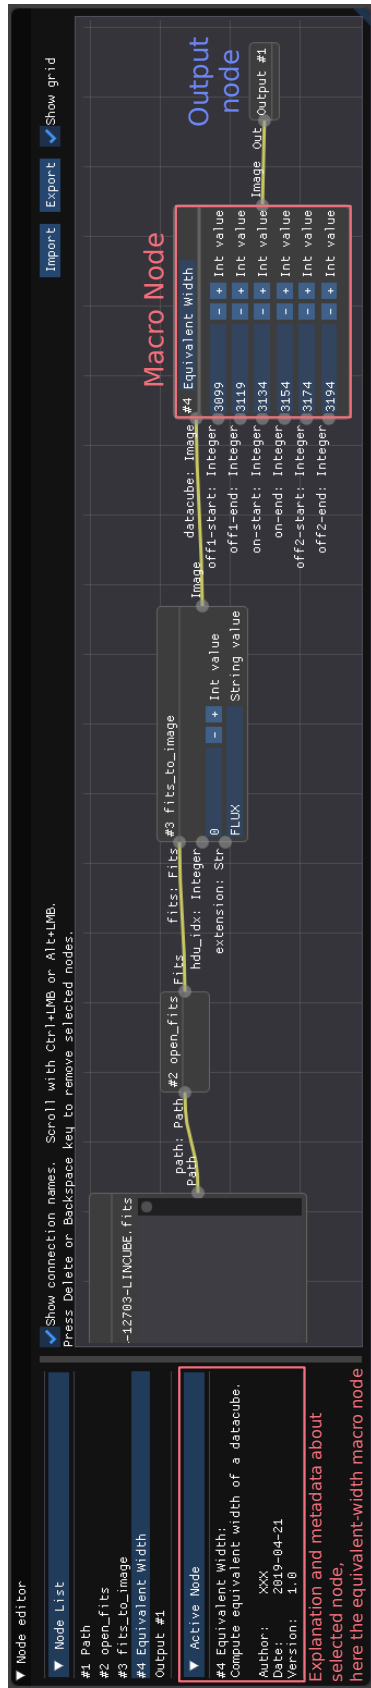 ▼ Node editor
▼ Node List
#1 Path
#2 open_fits
#3 fits_to_image
#4 Equivalent Width
Output #1
▼ Active Node
#4 Equivalent Width:
Compute equivalent width of a datacube.
Author: XXX
Date: 2019-04-21
Version: 1.0
Explanation and metadata about
selected node,
here the equivalent-width macro node
Show connection names. Scroll with Ctrl+LMB or Alt+LMB.
Press Delete or Backspace key to remove selected nodes.
Import Export Show grid
-12703-LINCUBE.fits
Path
path: Path
#2 open_fits
Fits
fits: Fits
hdu_idx: Integer
extension: Str
#3 fits_to_image
0 - + Int value
FLUX String value
Image
datacube: Image
off1-start: Integer
off1-end: Integer
on-start: Integer
on-end: Integer
off2-start: Integer
off2-end: Integer
Macro Node
#4 Equivalent Width
3099 - + Int value
3119 - + Int value
3134 - + Int value
3154 - + Int value
3174 - + Int value
3194 - + Int value
Image
Out
Output
node
Output #1